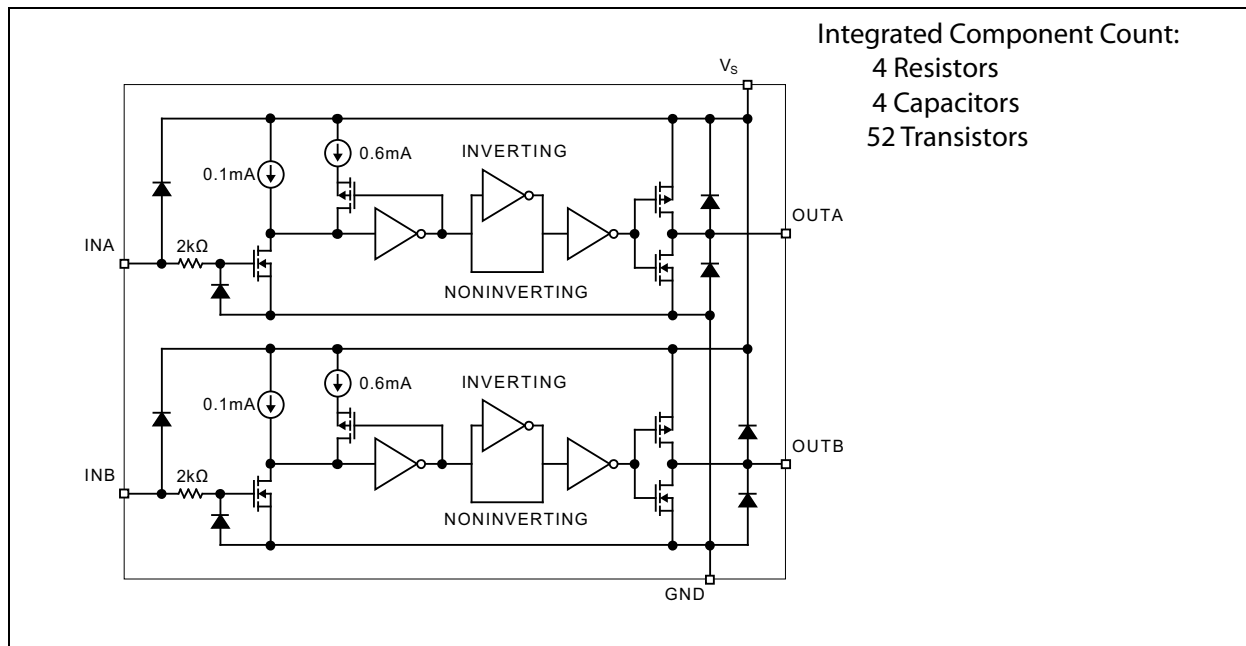 Integrated Component Count:
4 Resistors
4 Capacitors
52 Transistors
VS
0.6mA
INVERTING
0.1mA
OUTA
INA
2kΩ
NONINVERTING
0.6mA
INVERTING
0.1mA
OUTB
INB
2kΩ
NONINVERTING
GND